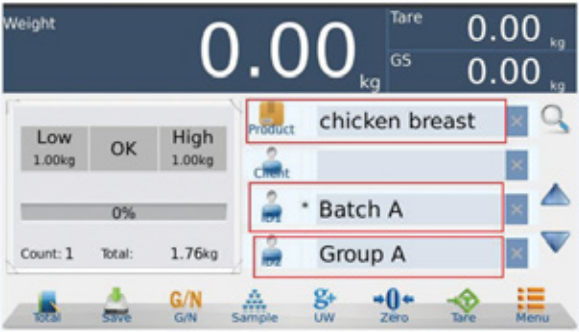 Weight
0.00 kg
Tare
0.00 kg
GS
0.00 kg
Low
1.00kg
OK
High
1.00kg
0%
Count: 1 Total: 1.76kg
Product chicken breast
Client
ID1 * Batch A
ID2 Group A
G/N
Total Save G/N Sample UW Zero Tare Menu